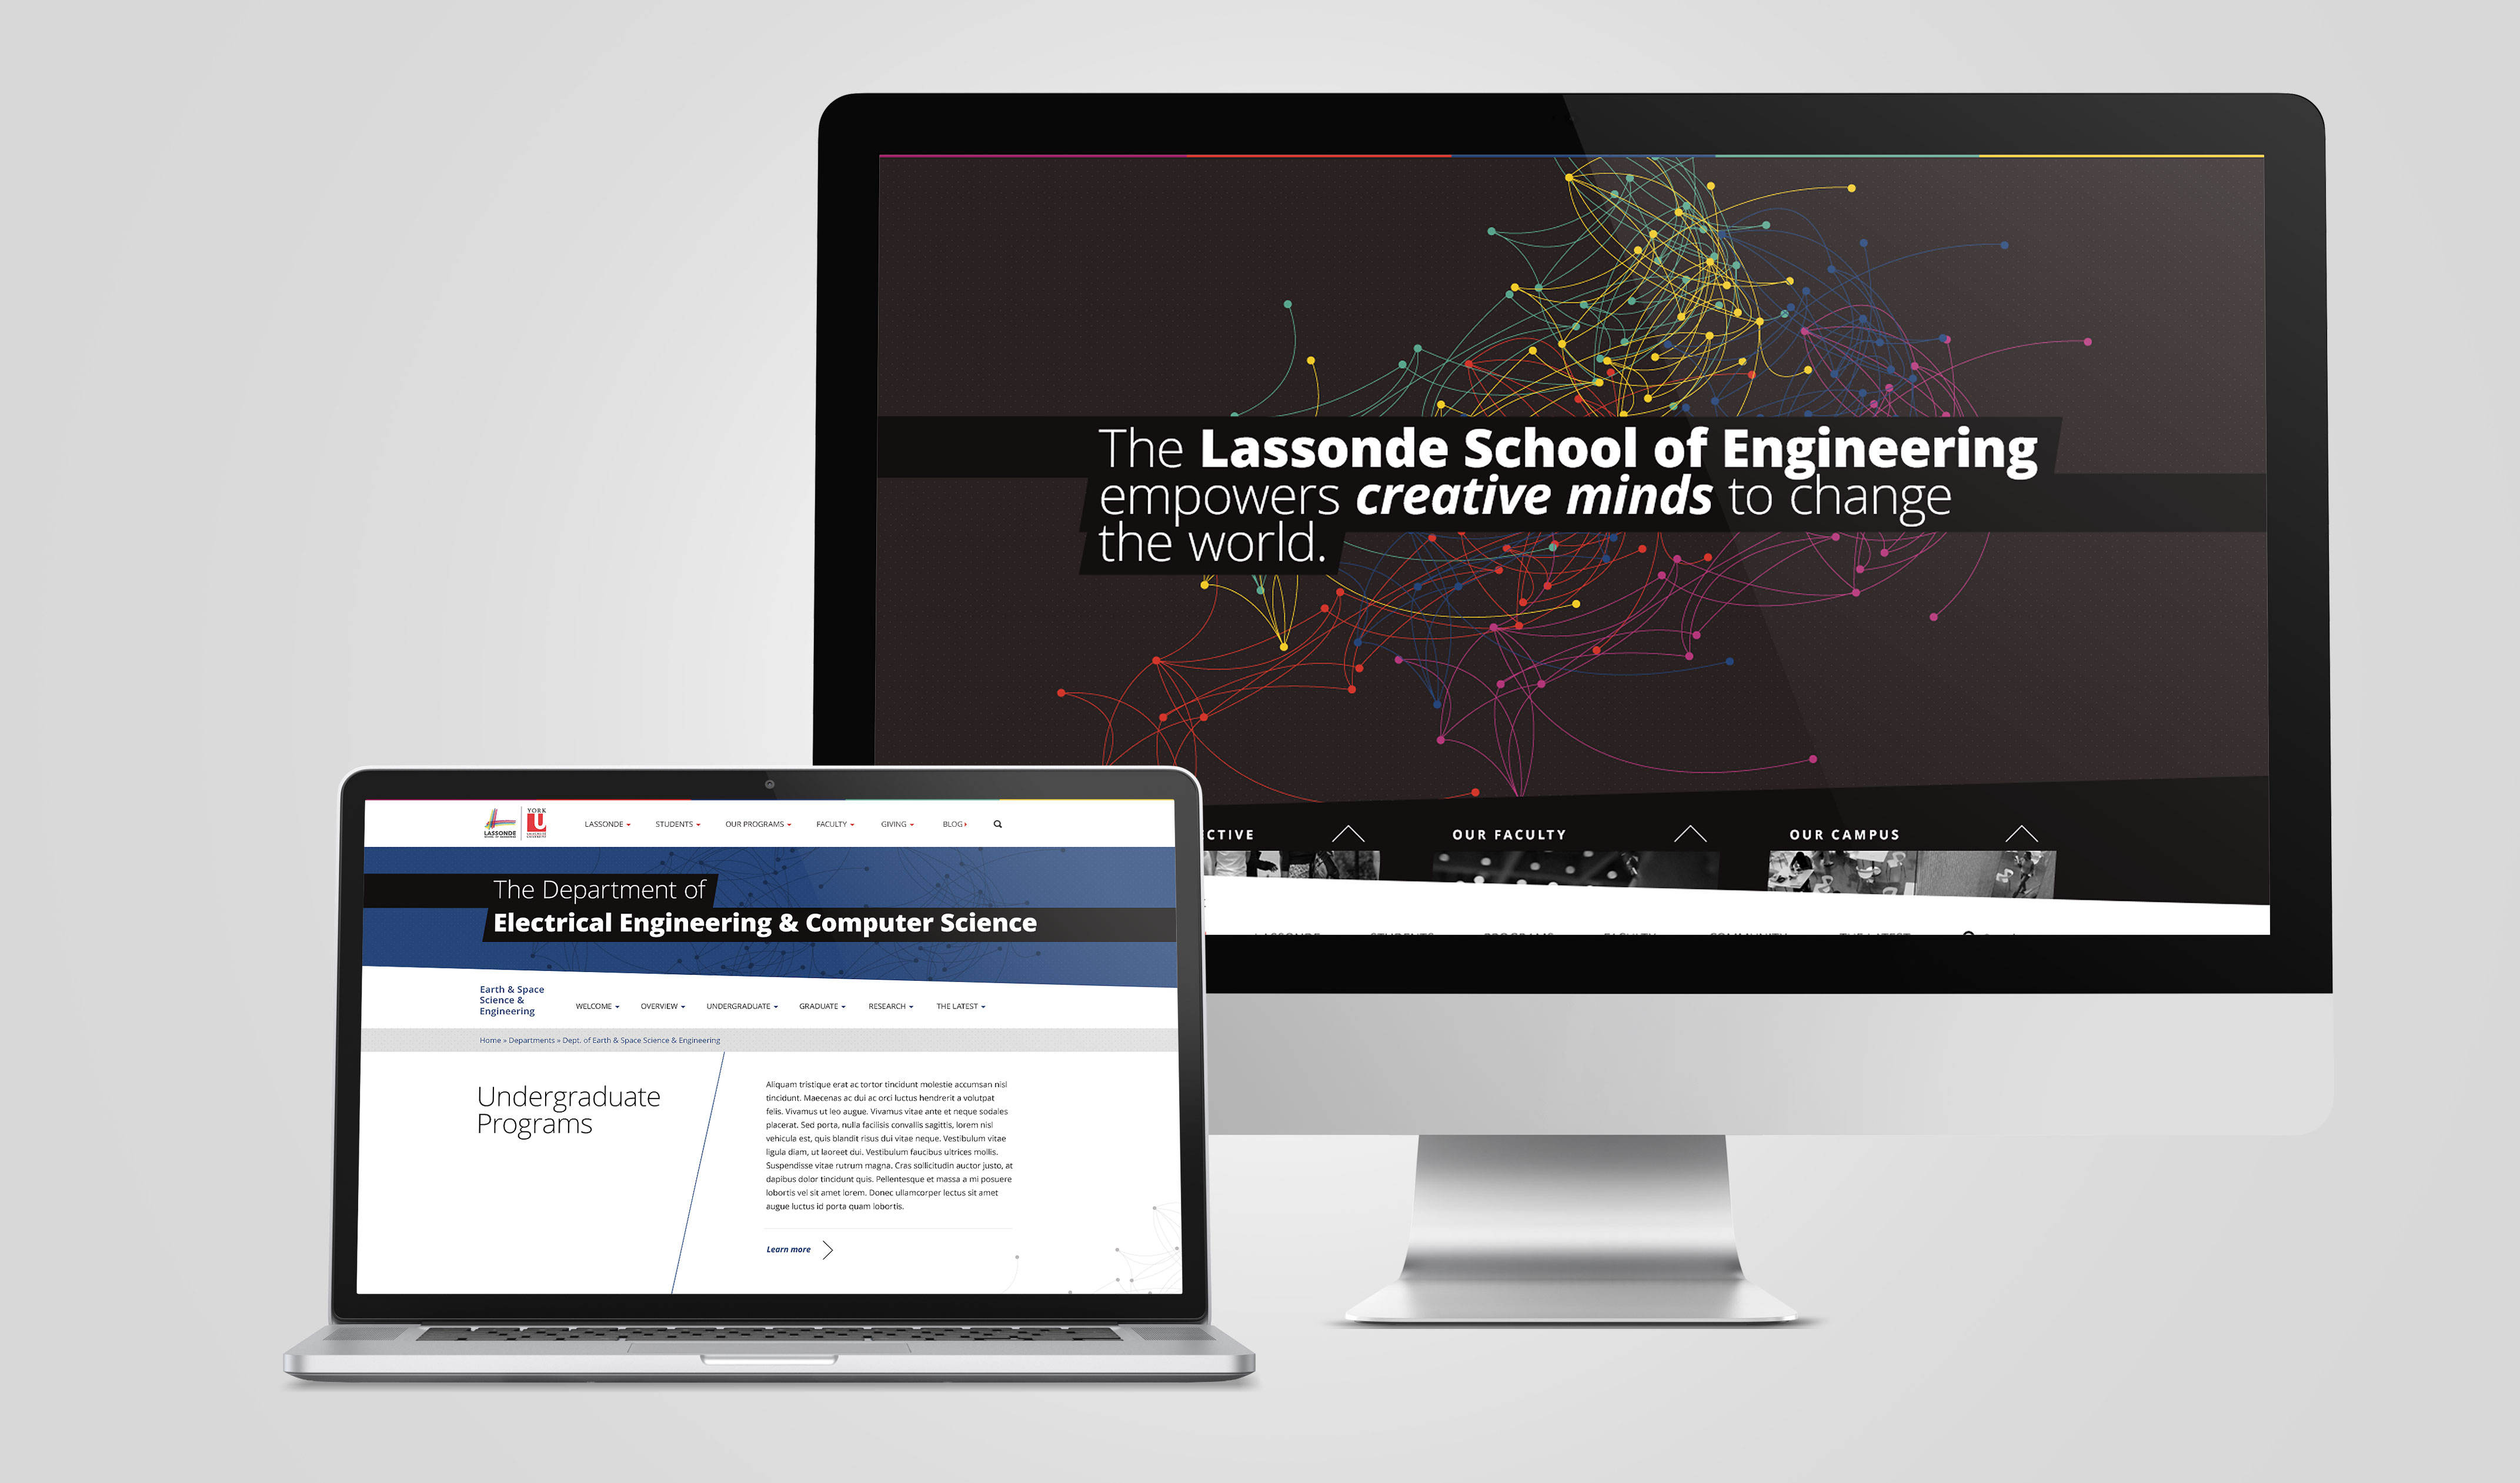 The Lassonde School of Engineering
empowers creative minds to change
the world.
CTIVE
OUR FACULTY
OUR CAMPUS
LASSONDE
STUDENTS
PROGRAMS
FACULTY
COMMUNITY
THE LATEST
LASSONDE
YORK
U
LASSONDE
STUDENTS
OUR PROGRAMS
FACULTY
GIVING
BLOG
The Department of
Electrical Engineering & Computer Science
Earth & Space
Science &
Engineering
WELCOME
OVERVIEW
UNDERGRADUATE
GRADUATE
RESEARCH
THE LATEST
Home » Departments » Dept. of Earth & Space Science & Engineering
Undergraduate
Programs
Aliquam tristique erat ac tortor tincidunt molestie accumsan nisl
tincidunt. Maecenas ac dui ac orci luctus hendrerit a volutpat
felis. Vivamus ut leo augue. Vivamus vitae ante et neque sodales
placerat. Sed porta, nulla facilisis convallis sagittis, lorem nisl
vehicula est, quis blandit risus dui vitae neque. Vestibulum vitae
ligula diam, ut laoreet dui. Vestibulum faucibus ultrices mollis.
Suspendisse vitae rutrum magna. Cras sollicitudin auctor justo, at
dapibus dolor tincidunt quis. Pellentesque et massa a mi posuere
lobortis vel sit amet lorem. Donec ullamcorper lectus sit amet
augue luctus id porta quam lobortis.
Learn more